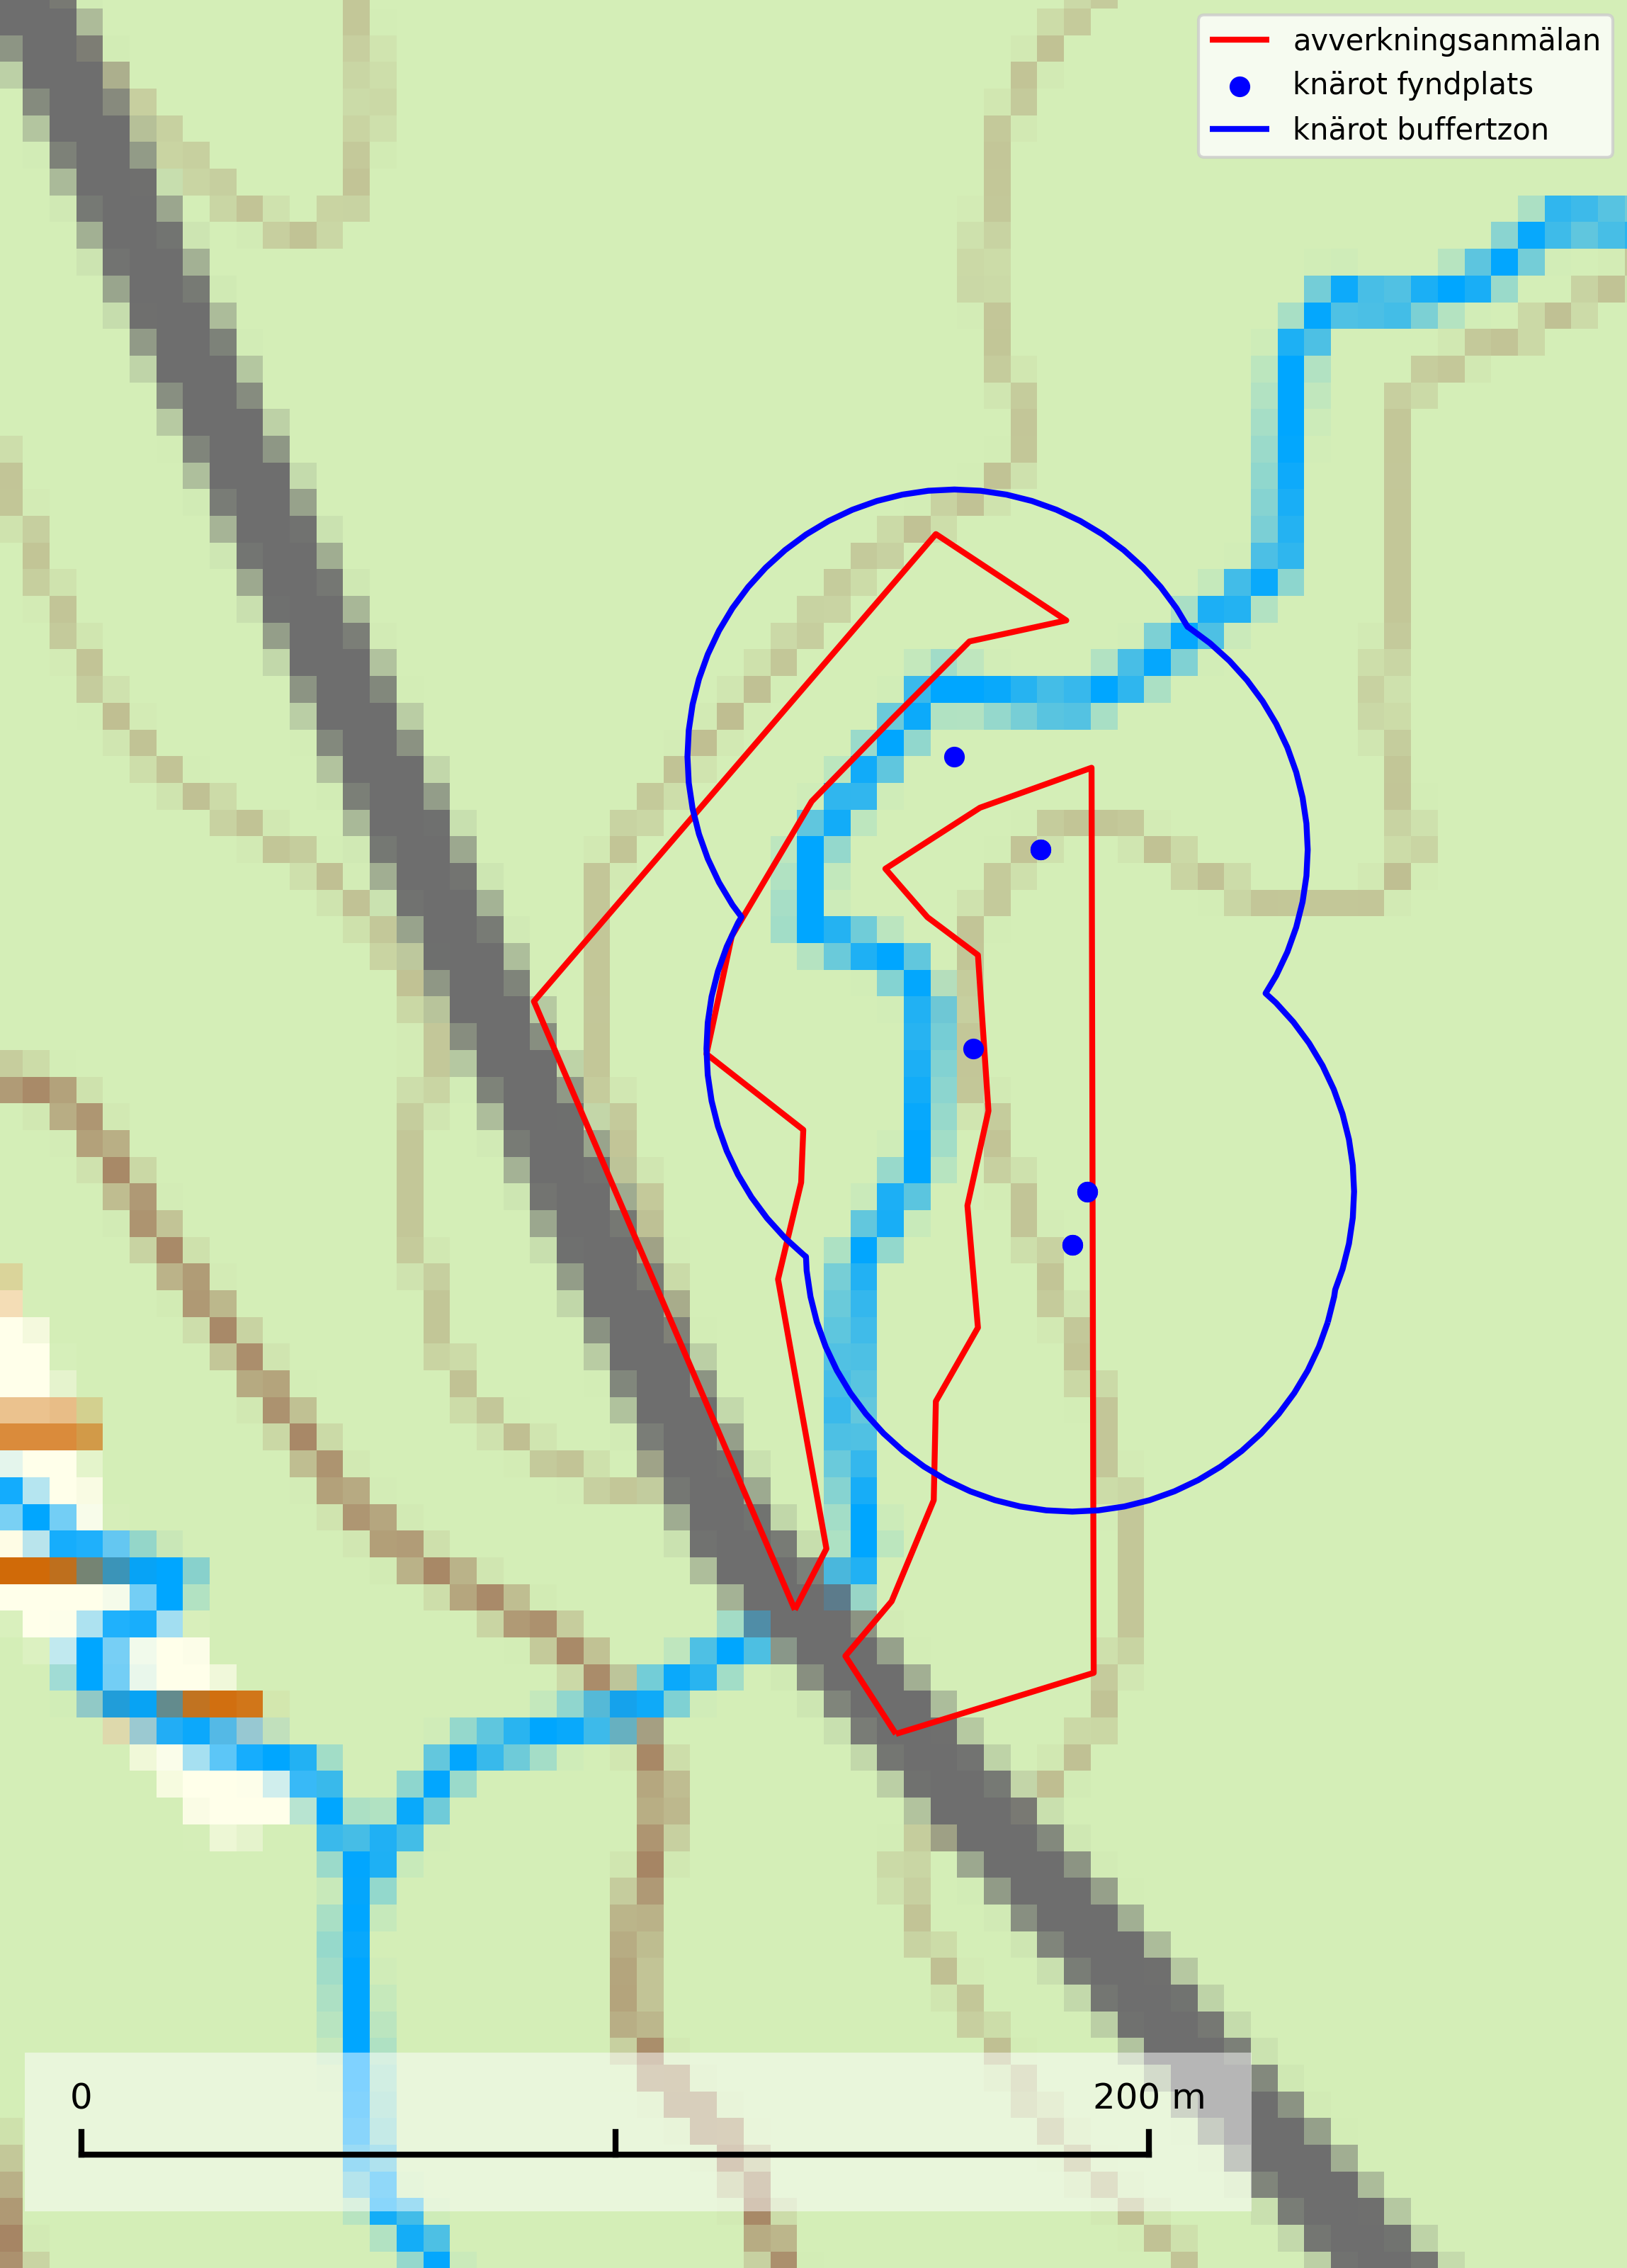 avverkningsanmälan
knärot fyndplats
knärot buffertzon
0 200 m